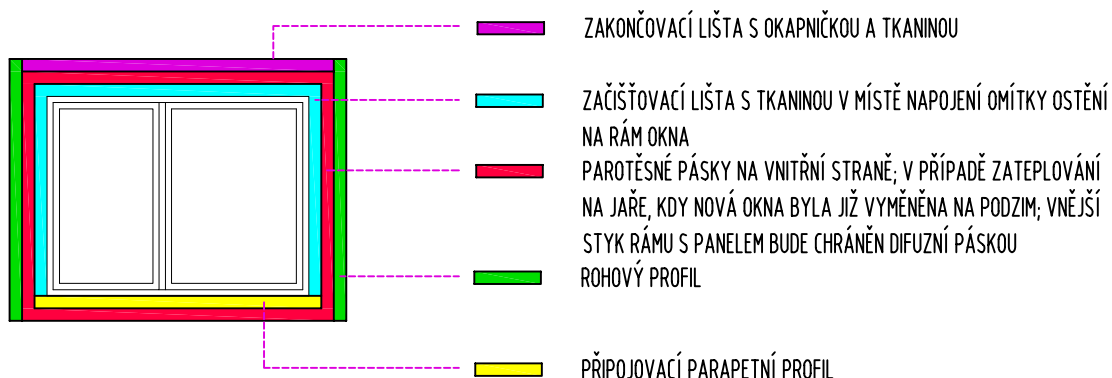 ZAKONČOVACÍ LIŠTA S OKAPNIČKOU A TKANINOU
ZAČIŠŤOVACÍ LIŠTA S TKANINOU V MÍSTĚ NAPOJENÍ OMÍTKY OSTĚNÍ
NA RÁM OKNA
PAROTĚSNÉ PÁSKY NA VNITŘNÍ STRANĚ; V PŘÍPADĚ ZATEPLOVÁNÍ
NA JAŘE, KDY NOVÁ OKNA BYLA JIŽ VYMĚNĚNA NA PODZIM; VNĚJŠÍ
STYK RÁMU S PANELEM BUDE CHRÁNĚN DIFUZNÍ PÁSKOU
ROHOVÝ PROFIL
PŘIPOJOVACÍ PARAPETNÍ PROFIL